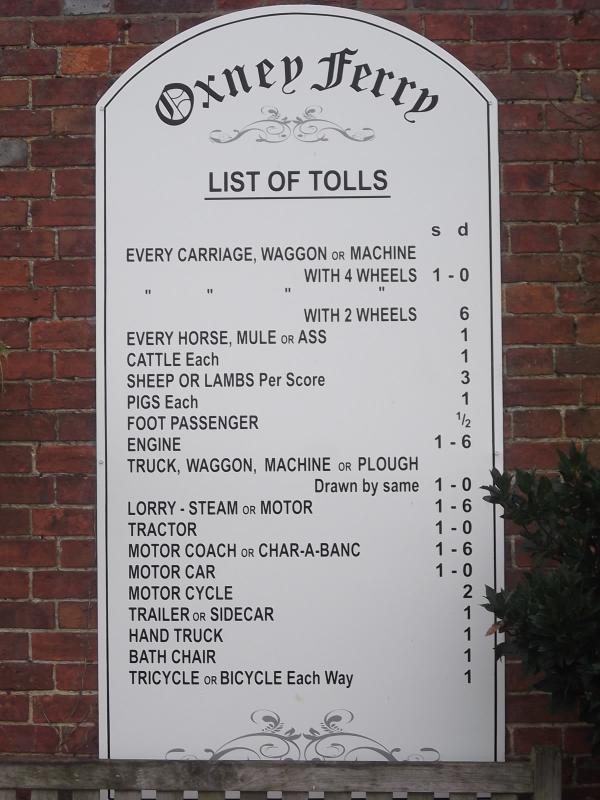 Oxney Ferry
LIST OF TOLLS
s d
EVERY CARRIAGE, WAGGON OR MACHINE
WITH 4 WHEELS 1 - 0
" " " "
WITH 2 WHEELS 6
EVERY HORSE, MULE OR ASS 1
CATTLE Each 1
SHEEP OR LAMBS Per Score 3
PIGS Each 1
FOOT PASSENGER 1/2
ENGINE 1 - 6
TRUCK, WAGGON, MACHINE OR PLOUGH
Drawn by same 1 - 0
LORRY - STEAM OR MOTOR 1 - 6
TRACTOR 1 - 0
MOTOR COACH OR CHAR-A-BANC 1 - 6
MOTOR CAR 1 - 0
MOTOR CYCLE 2
TRAILER OR SIDECAR 1
HAND TRUCK 1
BATH CHAIR 1
TRICYCLE OR BICYCLE Each Way 1